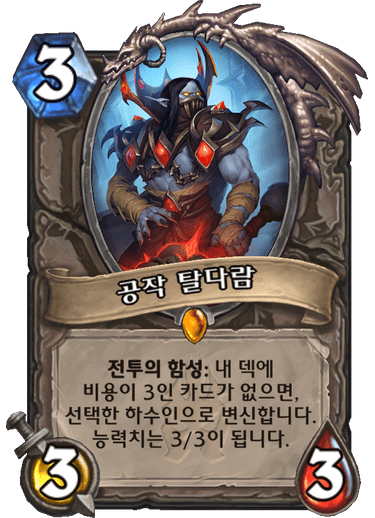 3
공작 탈다람
전투의 함성: 내 덱에
비용이 3인 카드가 없으면,
선택한 하수인으로 변신합니다.
능력치는 3/3이 됩니다.
3
3